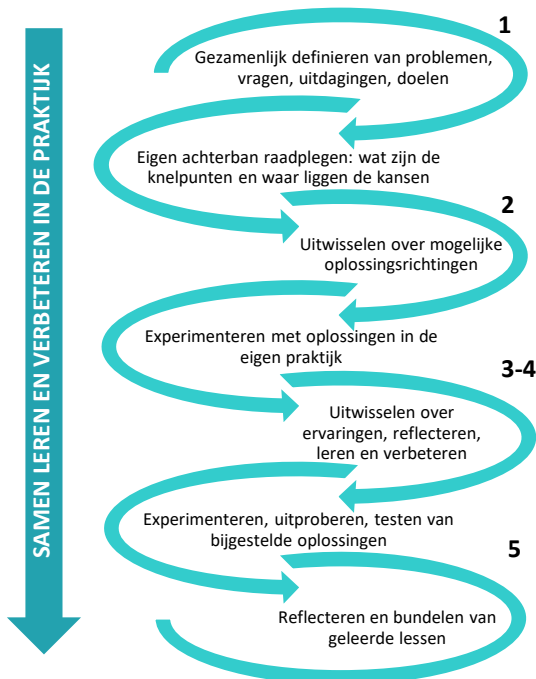 SAMEN LEREN EN VERBETEREN IN DE PRAKTIJK
1
Gezamenlijk definieren van problemen,
vragen, uitdagingen, doelen
Eigen achterban raadplegen: wat zijn de
knelpunten en waar liggen de kansen
2
Uitwisselen over mogelijke
oplossingsrichtingen
Experimenteren met oplossingen in de
eigen praktijk
3-4
Uitwisselen over
ervaringen, reflecteren,
leren en verbeteren
Experimenteren, uitproberen, testen van
bijgestelde oplossingen
5
Reflecteren en bundelen van
geleerde lessen